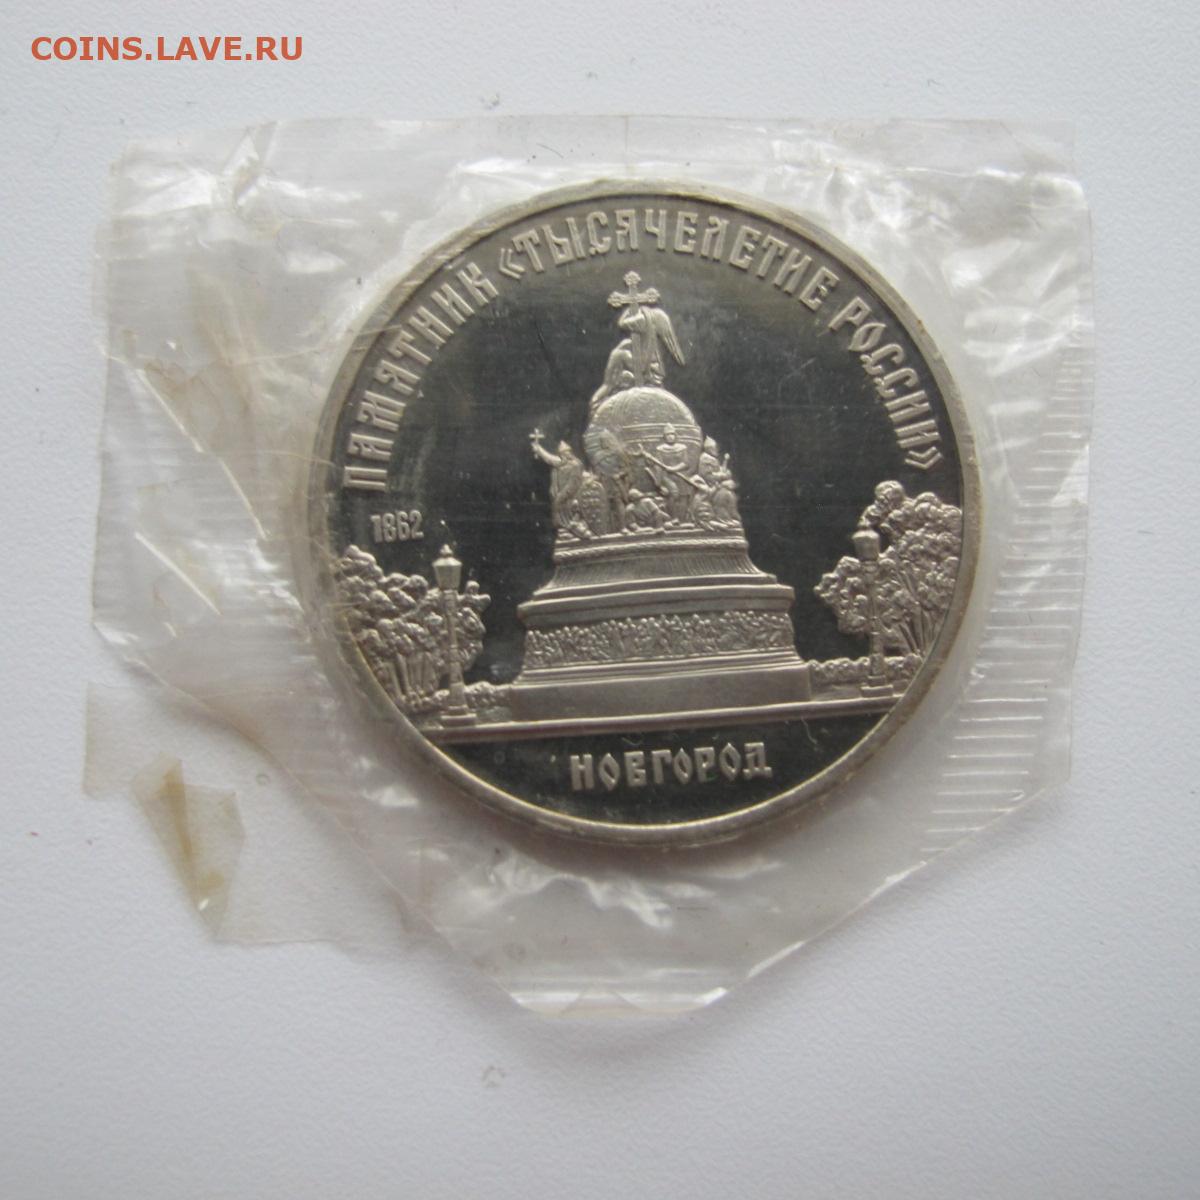 COINS.LAVE.RU
ПАМЯТНИК «ТЫСЯЧЕЛЕТИЕ РОССИИ»
1862
НОВГОРОД